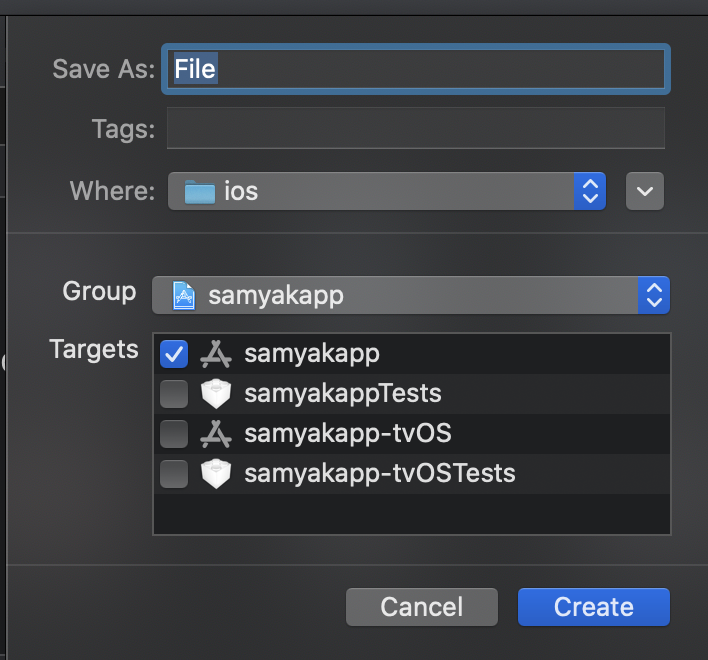 Save As: File
Tags:
Where: ios
Group samyakapp
Targets samyakapp
samyakappTests
samyakapp-tvOS
samyakapp-tvOSTests
Cancel Create